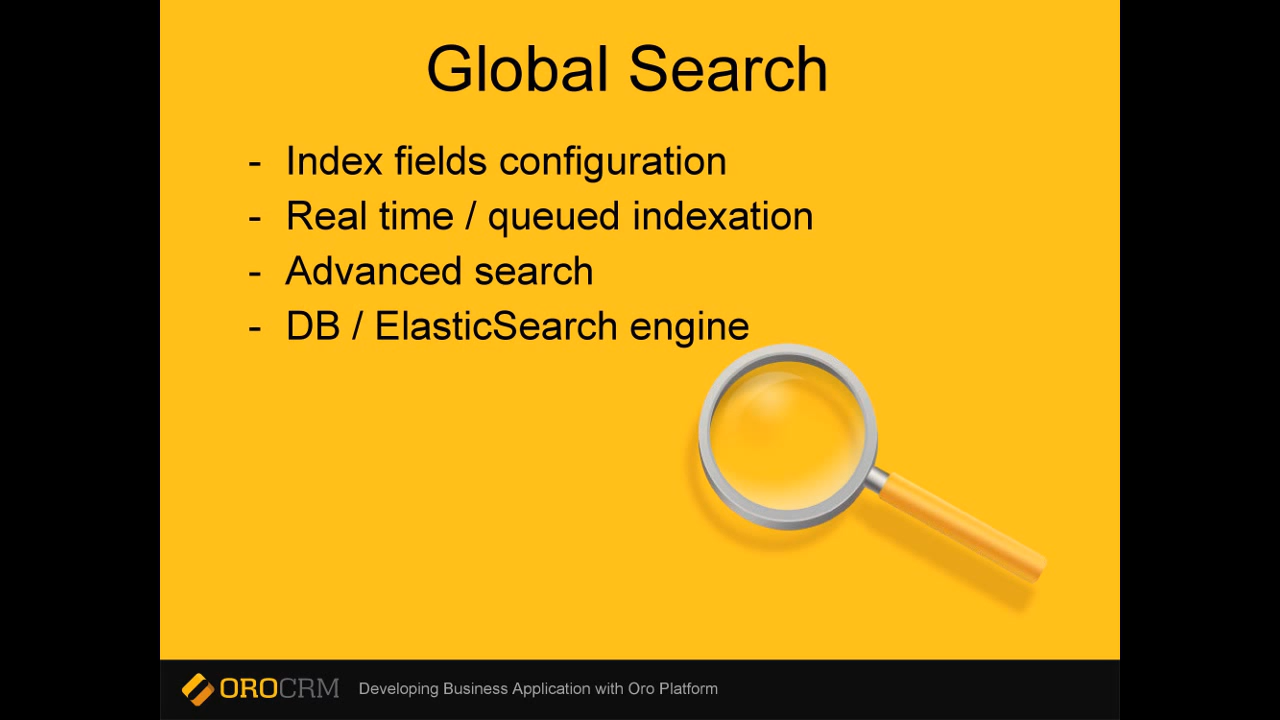 Global Search
- Index fields configuration
- Real time / queued indexation
- Advanced search
- DB / ElasticSearch engine
OROCRM Developing Business Application with Oro Platform